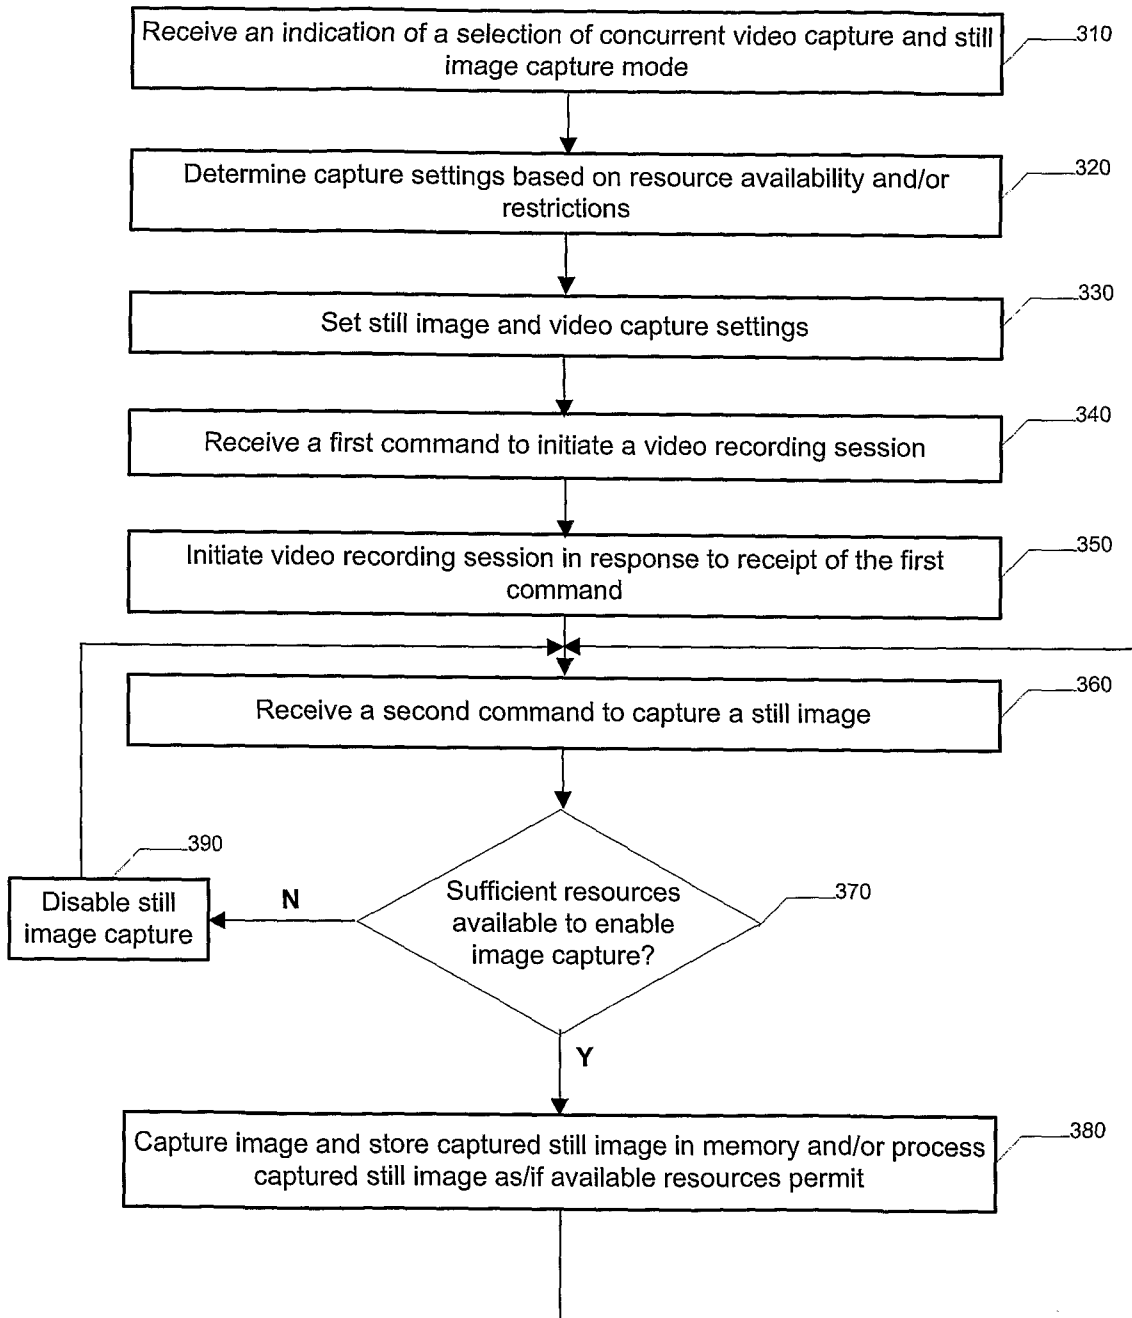 Receive an indication of a selection of concurrent video capture and still
image capture mode
310
Determine capture settings based on resource availability and/or
restrictions
320
Set still image and video capture settings
330
Receive a first command to initiate a video recording session
340
Initiate video recording session in response to receipt of the first
command
350
Receive a second command to capture a still image
360
Sufficient resources
available to enable
image capture?
370
N
390
Disable still
image capture
Y
Capture image and store captured still image in memory and/or process
captured still image as/if available resources permit
380